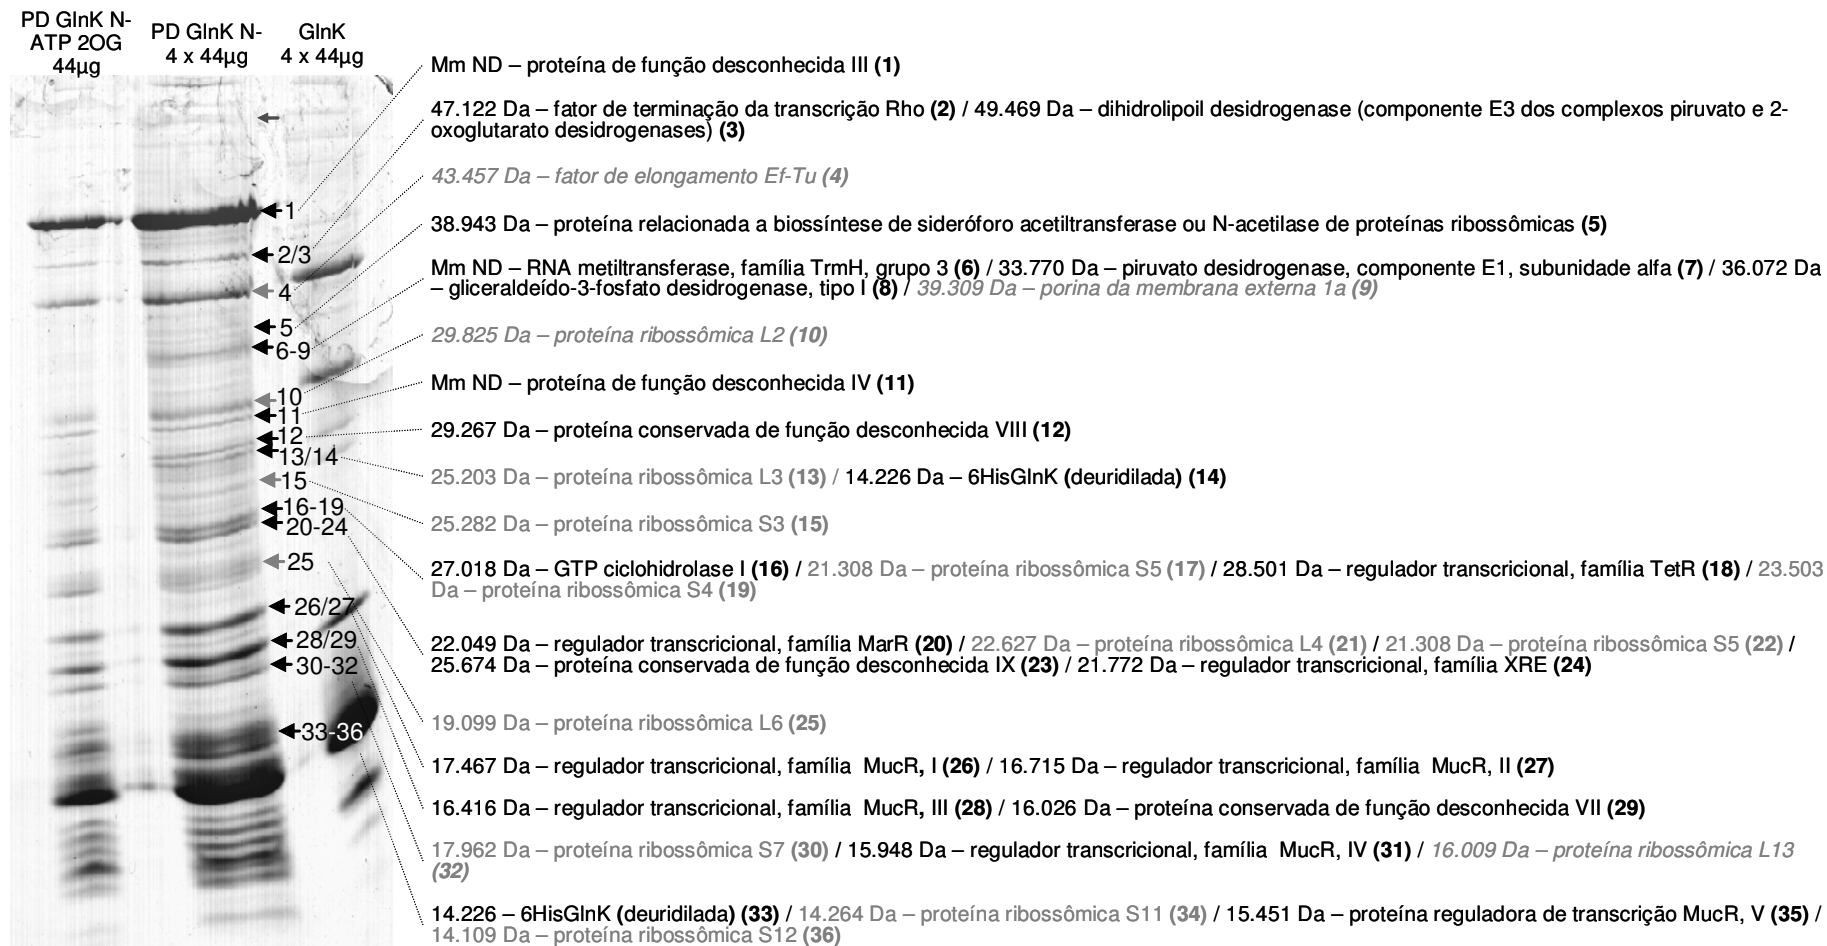 PD GlnK N-
ATP 2OG
44µg
PD GlnK N-
4 x 44µg
GlnK
4 x 44µg
1
2/3
4
5
6-9
10
11
12
13/14
15
16-19
20-24
25
26/27
28/29
30-32
33-36
Mm ND – proteína de função desconhecida III (1)
47.122 Da – fator de terminação da transcrição Rho (2) / 49.469 Da – dihidrolipoil desidrogenase (componente E3 dos complexos piruvato e 2-
oxoglutarato desidrogenases) (3)
43.457 Da – fator de elongamento Ef-Tu (4)
38.943 Da – proteína relacionada a biossíntese de sideróforo acetiltransferase ou N-acetilase de proteínas ribossômicas (5)
Mm ND – RNA metiltransferase, família TrmH, grupo 3 (6) / 33.770 Da – piruvato desidrogenase, componente E1, subunidade alfa (7) / 36.072 Da
– gliceraldeído-3-fosfato desidrogenase, tipo I (8) / 39.309 Da – porina da membrana externa 1a (9)
29.825 Da – proteína ribossômica L2 (10)
Mm ND – proteína de função desconhecida IV (11)
29.267 Da – proteína conservada de função desconhecida VIII (12)
25.203 Da – proteína ribossômica L3 (13) / 14.226 Da – 6HisGlnK (deuridilada) (14)
25.282 Da – proteína ribossômica S3 (15)
27.018 Da – GTP ciclohidrolase I (16) / 21.308 Da – proteína ribossômica S5 (17) / 28.501 Da – regulador transcricional, família TetR (18) / 23.503
Da – proteína ribossômica S4 (19)
22.049 Da – regulador transcricional, família MarR (20) / 22.627 Da – proteína ribossômica L4 (21) / 21.308 Da – proteína ribossômica S5 (22) /
25.674 Da – proteína conservada de função desconhecida IX (23) / 21.772 Da – regulador transcricional, família XRE (24)
19.099 Da – proteína ribossômica L6 (25)
17.467 Da – regulador transcricional, família MucR, I (26) / 16.715 Da – regulador transcricional, família MucR, II (27)
16.416 Da – regulador transcricional, família MucR, III (28) / 16.026 Da – proteína conservada de função desconhecida VII (29)
17.962 Da – proteína ribossômica S7 (30) / 15.948 Da – regulador transcricional, família MucR, IV (31) / 16.009 Da – proteína ribossômica L13
(32)
14.226 – 6HisGlnK (deuridilada) (33) / 14.264 Da – proteína ribossômica S11 (34) / 15.451 Da – proteína reguladora de transcrição MucR, V (35) /
14.109 Da – proteína ribossômica S12 (36)